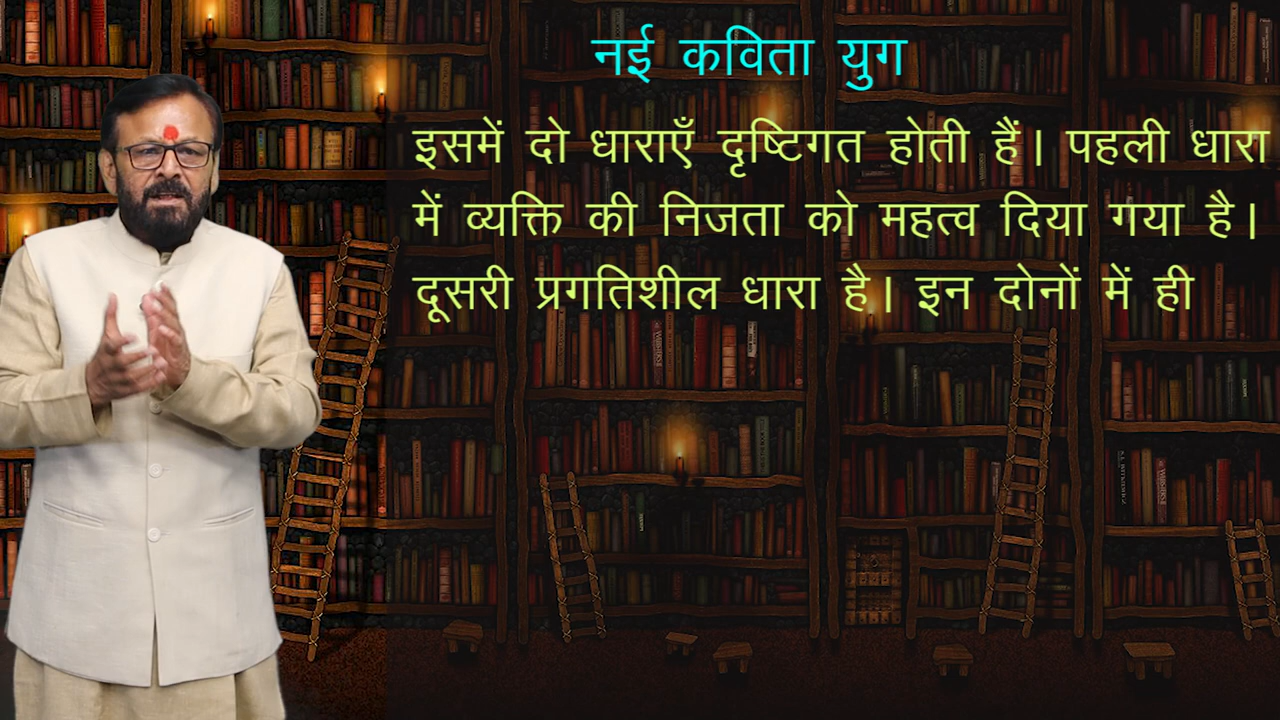 नई कविता युग
इसमें दो धाराएँ दृष्टिगत होती हैं। पहली धारा
में व्यक्ति की निजता को महत्व दिया गया है।
दूसरी प्रगतिशील धारा है। इन दोनों में ही